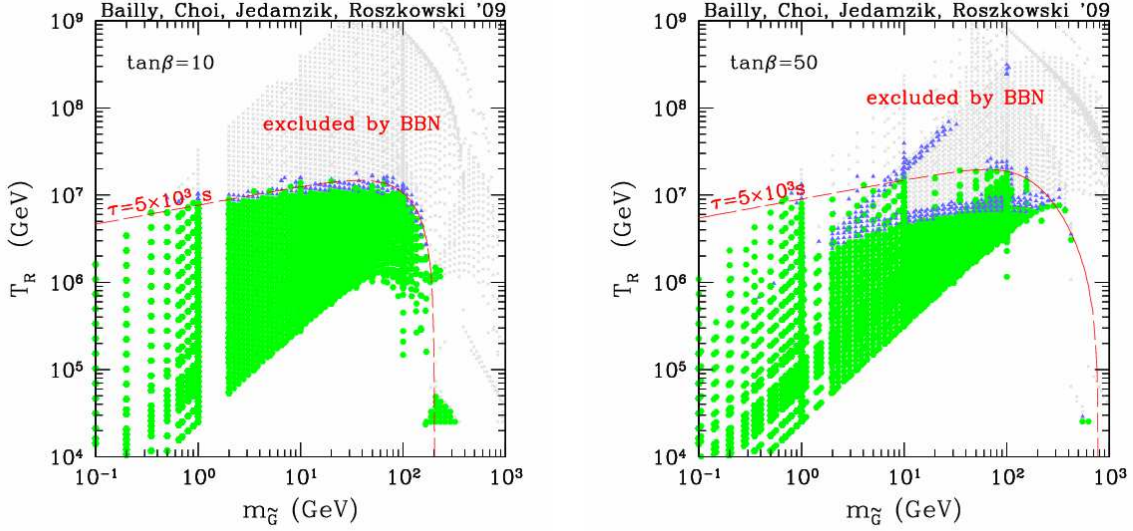 Bailly, Choi, Jedamzik, Roszkowski '09
10⁹
tanβ=10
10⁸
excluded by BBN
10⁷
τ=5×10³s
T_R (GeV)
10⁶
10⁵
10⁴
10⁻¹ 10⁰ 10¹ 10² 10³
m_G̃ (GeV)
Bailly, Choi, Jedamzik, Roszkowski '09
10⁹
tanβ=50
10⁸
excluded by BBN
10⁷
τ=5×10³s
T_R (GeV)
10⁶
10⁵
10⁴
10⁻¹ 10⁰ 10¹ 10² 10³
m_G̃ (GeV)